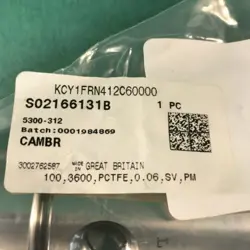 KCY1FRN412C60000
S02166131B 1 PC
5300-312
Batch:0001984869
CAMBR
3002762587 MADE IN GREAT BRITAIN
100,3600,PCTFE,0.06,SV,PM